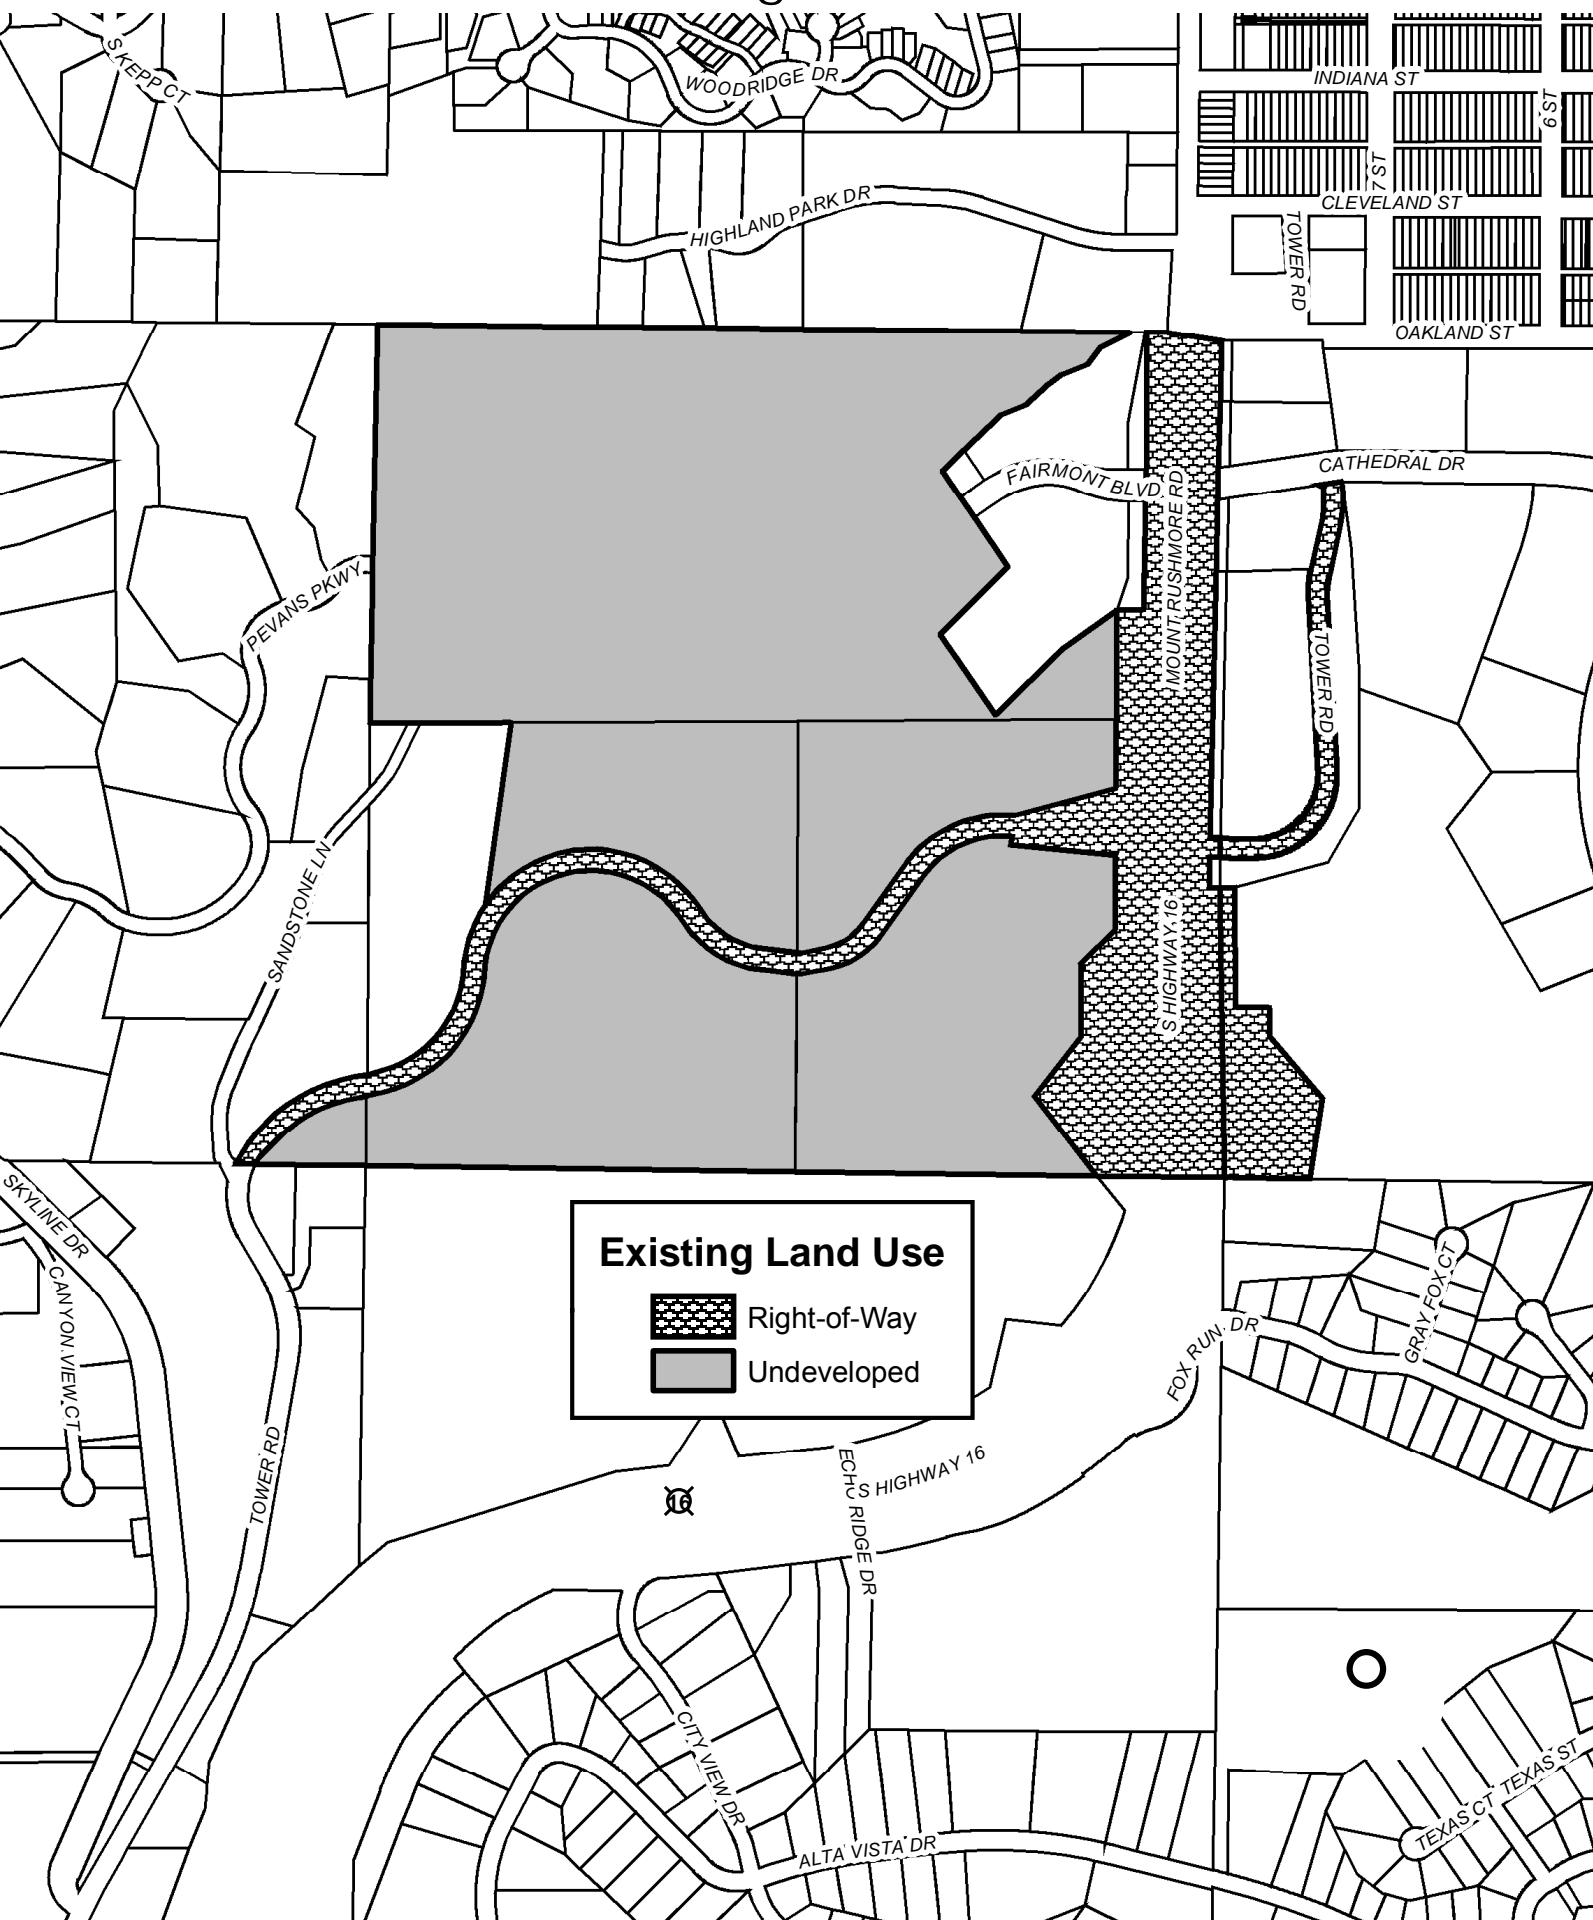 S KEPP CT
WOODRIDGE DR
INDIANA ST
6 ST
7 ST
CLEVELAND ST
HIGHLAND PARK DR
TOWER RD
OAKLAND ST
FAIRMONT BLVD
CATHEDRAL DR
MOUNT RUSHMORE RD
PEVANS PKWY
TOWER RD
SANDSTONE LN
S HIGHWAY 16
SKYLINE DR
CANYON VIEW CT
Existing Land Use
Right-of-Way
Undeveloped
GRAY FOX CT
FOX RUN DR
TOWER RD
S HIGHWAY 16
16
ECHO RIDGE DR
CITY VIEW DR
ALTA VISTA DR
TEXAS ST
TEXAS CT